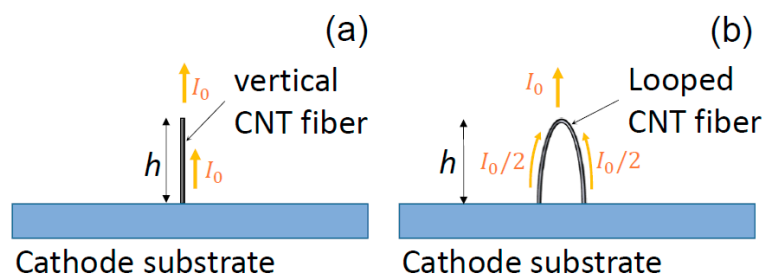 (a)
I₀
vertical
CNT fiber
h
I₀
Cathode substrate
(b)
I₀
Looped
CNT fiber
h
I₀/2
I₀/2
Cathode substrate